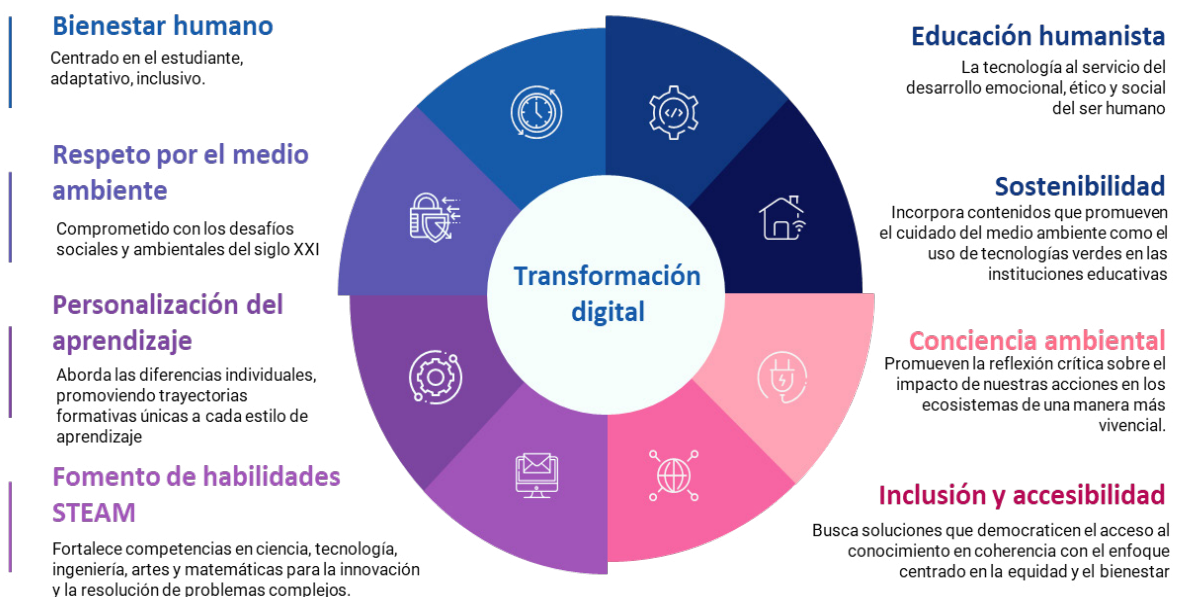 Bienestar humano
Centrado en el estudiante,
adaptativo, inclusivo.
Respeto por el medio
ambiente
Comprometido con los desafíos
sociales y ambientales del siglo XXI
Personalización del
aprendizaje
Aborda las diferencias individuales,
promoviendo trayectorias
formativas únicas a cada estilo de
aprendizaje
Fomento de habilidades
STEAM
Fortalece competencias en ciencia, tecnología,
ingeniería, artes y matemáticas para la innovación
y la resolución de problemas complejos.
Transformación
digital
</>
Educación humanista
La tecnología al servicio del
desarrollo emocional, ético y social
del ser humano
Sostenibilidad
Incorpora contenidos que promueven
el cuidado del medio ambiente como el
uso de tecnologías verdes en las
instituciones educativas
Conciencia ambiental
Promueven la reflexión crítica sobre el
impacto de nuestras acciones en los
ecosistemas de una manera más
vivencial.
Inclusión y accesibilidad
Busca soluciones que democraticen el acceso al
conocimiento en coherencia con el enfoque
centrado en la equidad y el bienestar